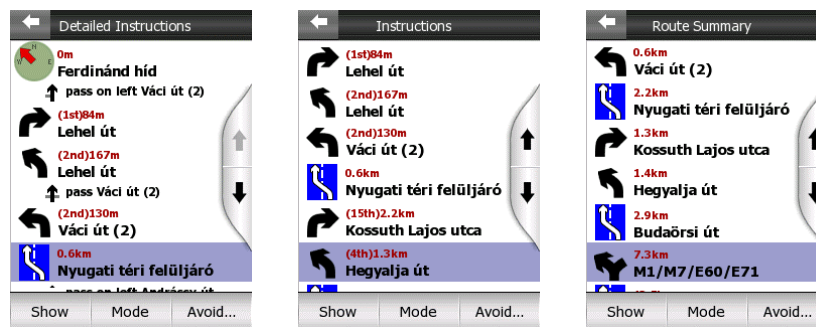 Detailed Instructions
N
W
E
0m
Ferdinánd híd
pass on left Váci út (2)
(1st)84m
Lehel út
(2nd)167m
Lehel út
pass Váci út (2)
(2nd)130m
Váci út (2)
0.6km
Nyugati téri felüljáró
pass on left Andrássy út
Show Mode Avoid...
Instructions
(1st)84m
Lehel út
(2nd)167m
Lehel út
(2nd)130m
Váci út (2)
0.6km
Nyugati téri felüljáró
(15th)2.2km
Kossuth Lajos utca
(4th)1.3km
Hegyalja út
Show Mode Avoid...
Route Summary
0.6km
Váci út (2)
2.2km
Nyugati téri felüljáró
1.3km
Kossuth Lajos utca
1.4km
Hegyalja út
2.9km
Budaörsi út
7.3km
M1/M7/E60/E71
Show Mode Avoid...